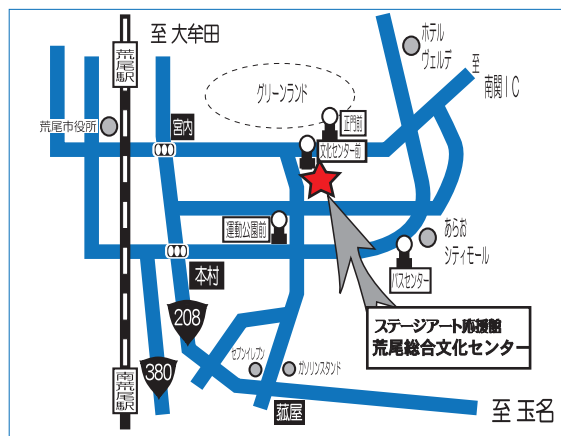 至 大牟田
荒尾駅
ホテル
ヴェルデ
至
南関IC
グリーンランド
荒尾市役所
宮内
正門前
文化センター前
運動公園前
あらお
シティモール
本村
バスセンター
208
ステージアート応援館
荒尾総合文化センター
380
セブンイレブン
ガソリンスタンド
南荒尾駅
菰屋
至 玉名